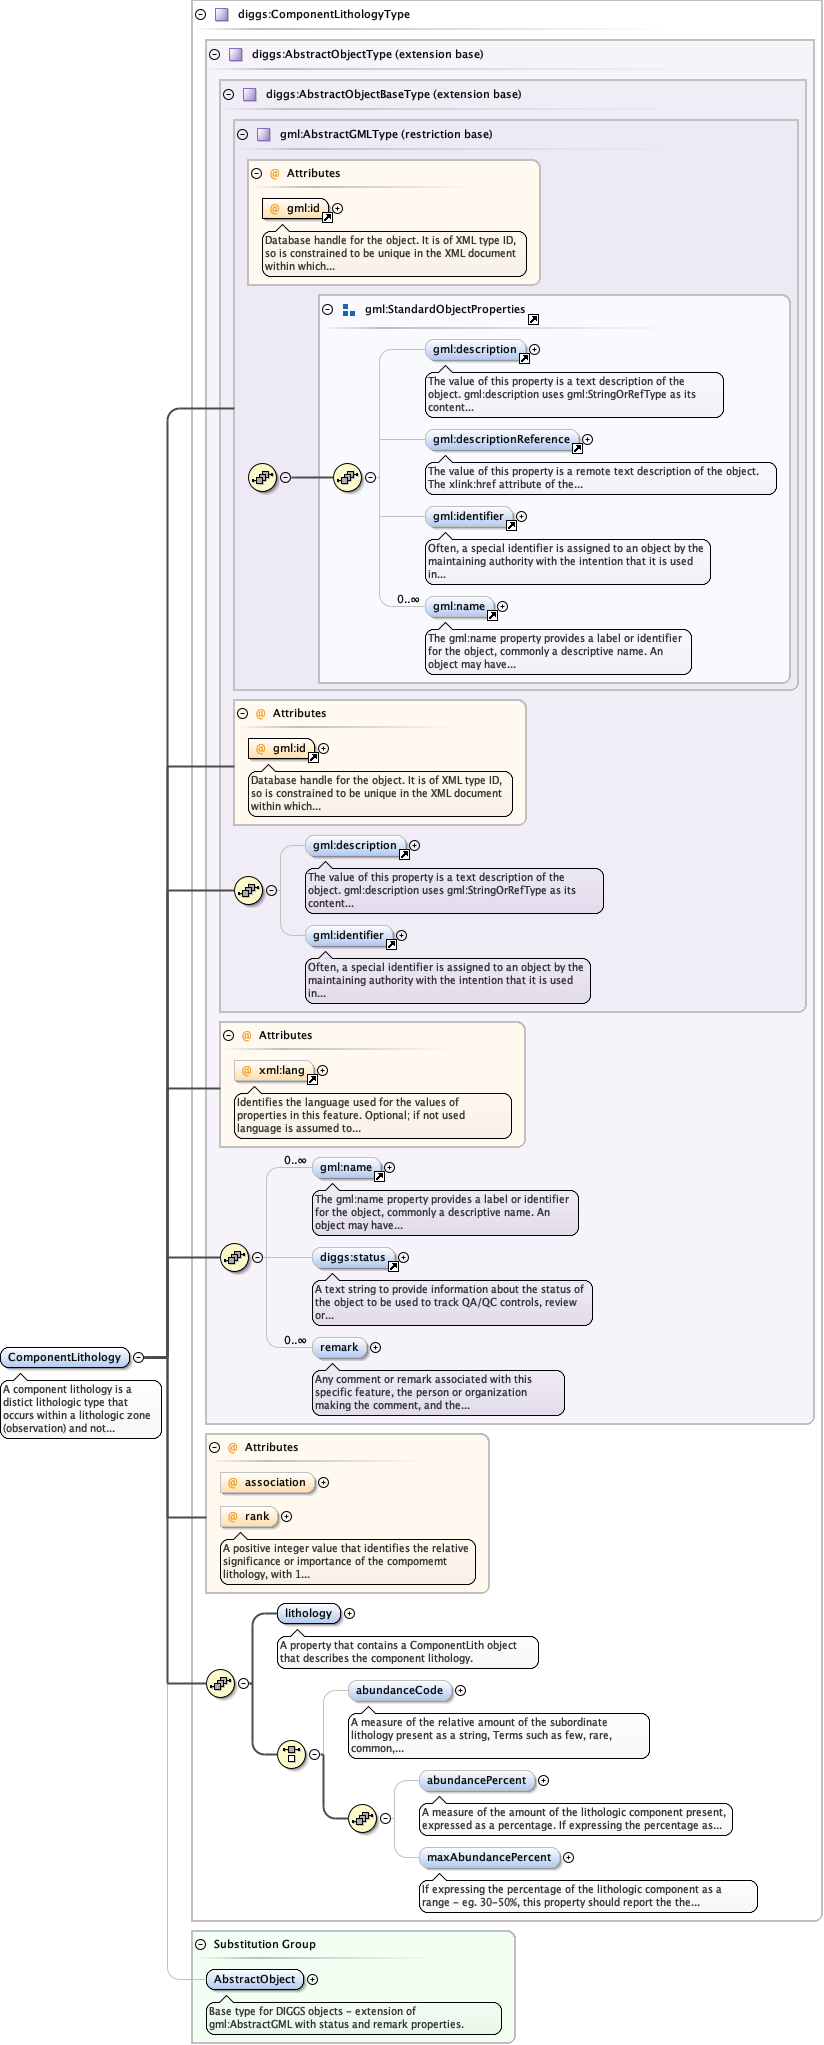 diggs:ComponentLithologyType
diggs:AbstractObjectType (extension base)
diggs:AbstractObjectBaseType (extension base)
gml:AbstractGMLType (restriction base)
@ Attributes
@ gml:id
Database handle for the object. It is of XML type ID,
so is constrained to be unique in the XML document
within which...
gml:StandardObjectProperties
gml:description
The value of this property is a text description of the
object. gml:description uses gml:StringOrRefType as its
content...
gml:descriptionReference
The value of this property is a remote text description of the object.
The xlink:href attribute of the...
gml:identifier
Often, a special identifier is assigned to an object by the
maintaining authority with the intention that it is used
in...
0..∞
gml:name
The gml:name property provides a label or identifier
for the object, commonly a descriptive name. An
object may have...
@ Attributes
@ gml:id
Database handle for the object. It is of XML type ID,
so is constrained to be unique in the XML document
within which...
gml:description
The value of this property is a text description of the
object. gml:description uses gml:StringOrRefType as its
content...
gml:identifier
Often, a special identifier is assigned to an object by the
maintaining authority with the intention that it is used
in...
@ Attributes
@ xml:lang
Identifies the language used for the values of
properties in this feature. Optional; if not used
language is assumed to...
0..∞
gml:name
The gml:name property provides a label or identifier
for the object, commonly a descriptive name. An
object may have...
diggs:status
A text string to provide information about the status of
the object to be used to track QA/QC controls, review
or...
0..∞
remark
Any comment or remark associated with this
specific feature, the person or organization
making the comment, and the...
ComponentLithology
A component lithology is a
distict lithologic type that
occurs within a lithologic zone
(observation) and not...
@ Attributes
@ association
@ rank
A positive integer value that identifies the relative
significance or importance of the compomemt
lithology, with 1...
lithology
A property that contains a ComponentLith object
that describes the component lithology.
abundanceCode
A measure of the relative amount of the subordinate
lithology present as a string, Terms such as few, rare,
common,...
abundancePercent
A measure of the amount of the lithologic component present,
expressed as a percentage. If expressing the percentage as...
maxAbundancePercent
If expressing the percentage of the lithologic component as a
range - eg. 30-50%, this property should report the the...
Substitution Group
AbstractObject
Base type for DIGGS objects - extension of
gml:AbstractGML with status and remark properties.